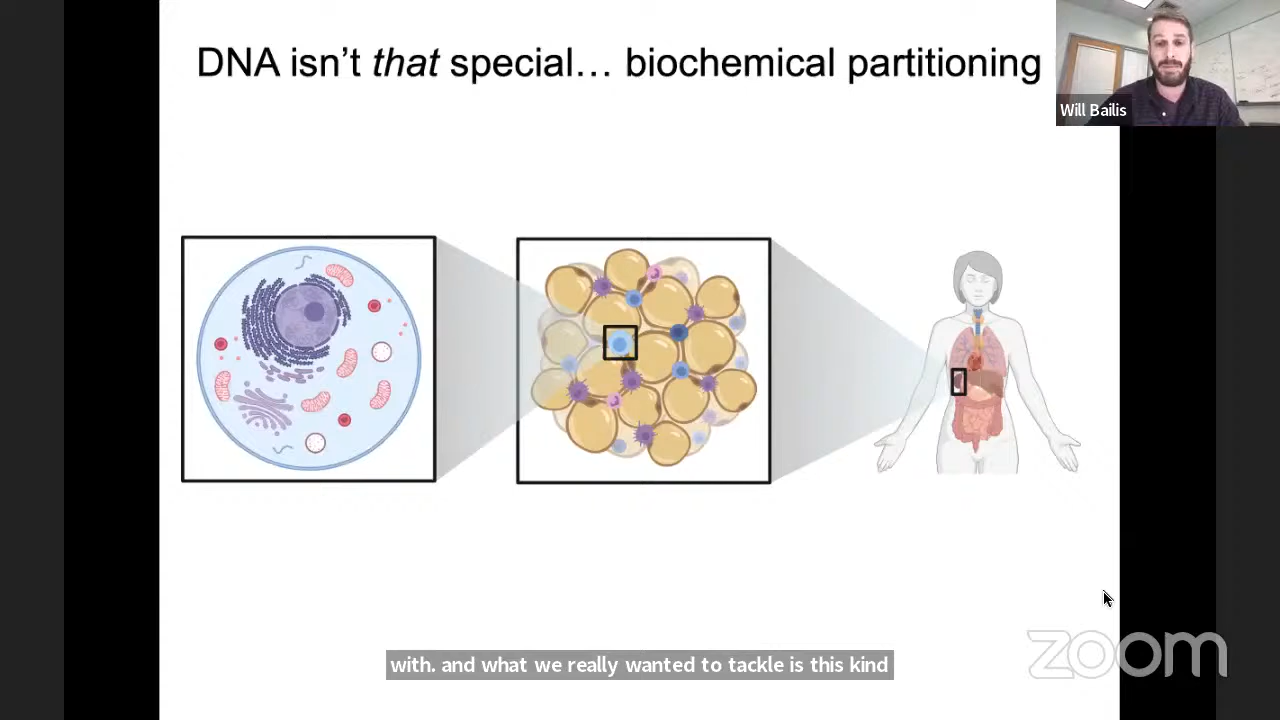 DNA isn’t that special… biochemical partitioning
Will Bailis
with. and what we really wanted to tackle is this kind
zoom